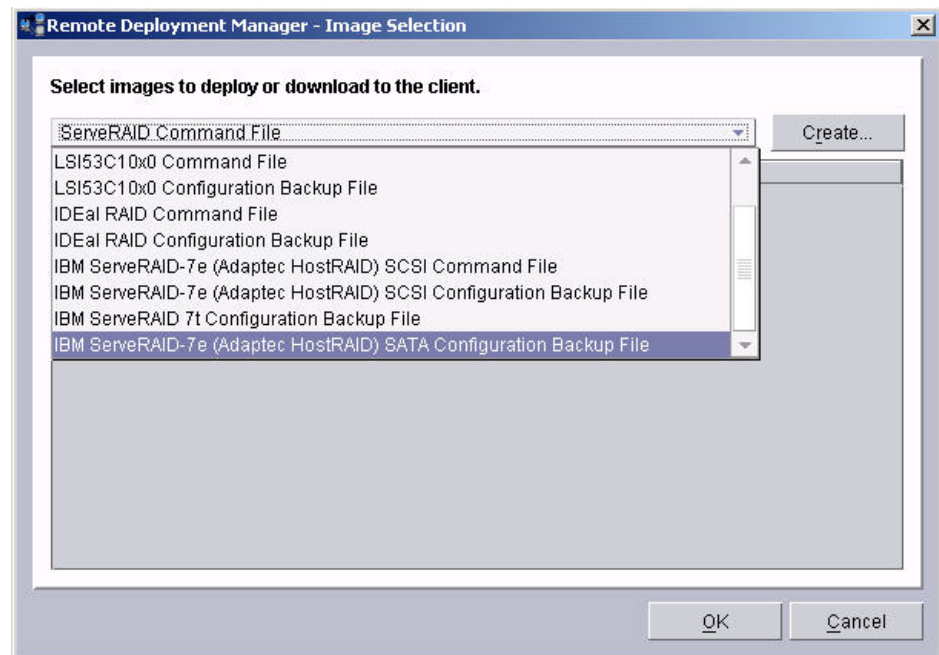 Remote Deployment Manager - Image Selection
Select images to deploy or download to the client.
ServeRAID Command File
Create...
LSI53C10x0 Command File
LSI53C10x0 Configuration Backup File
IDEal RAID Command File
IDEal RAID Configuration Backup File
IBM ServeRAID-7e (Adaptec HostRAID) SCSI Command File
IBM ServeRAID-7e (Adaptec HostRAID) SCSI Configuration Backup File
IBM ServeRAID 7t Configuration Backup File
IBM ServeRAID-7e (Adaptec HostRAID) SATA Configuration Backup File
OK
Cancel